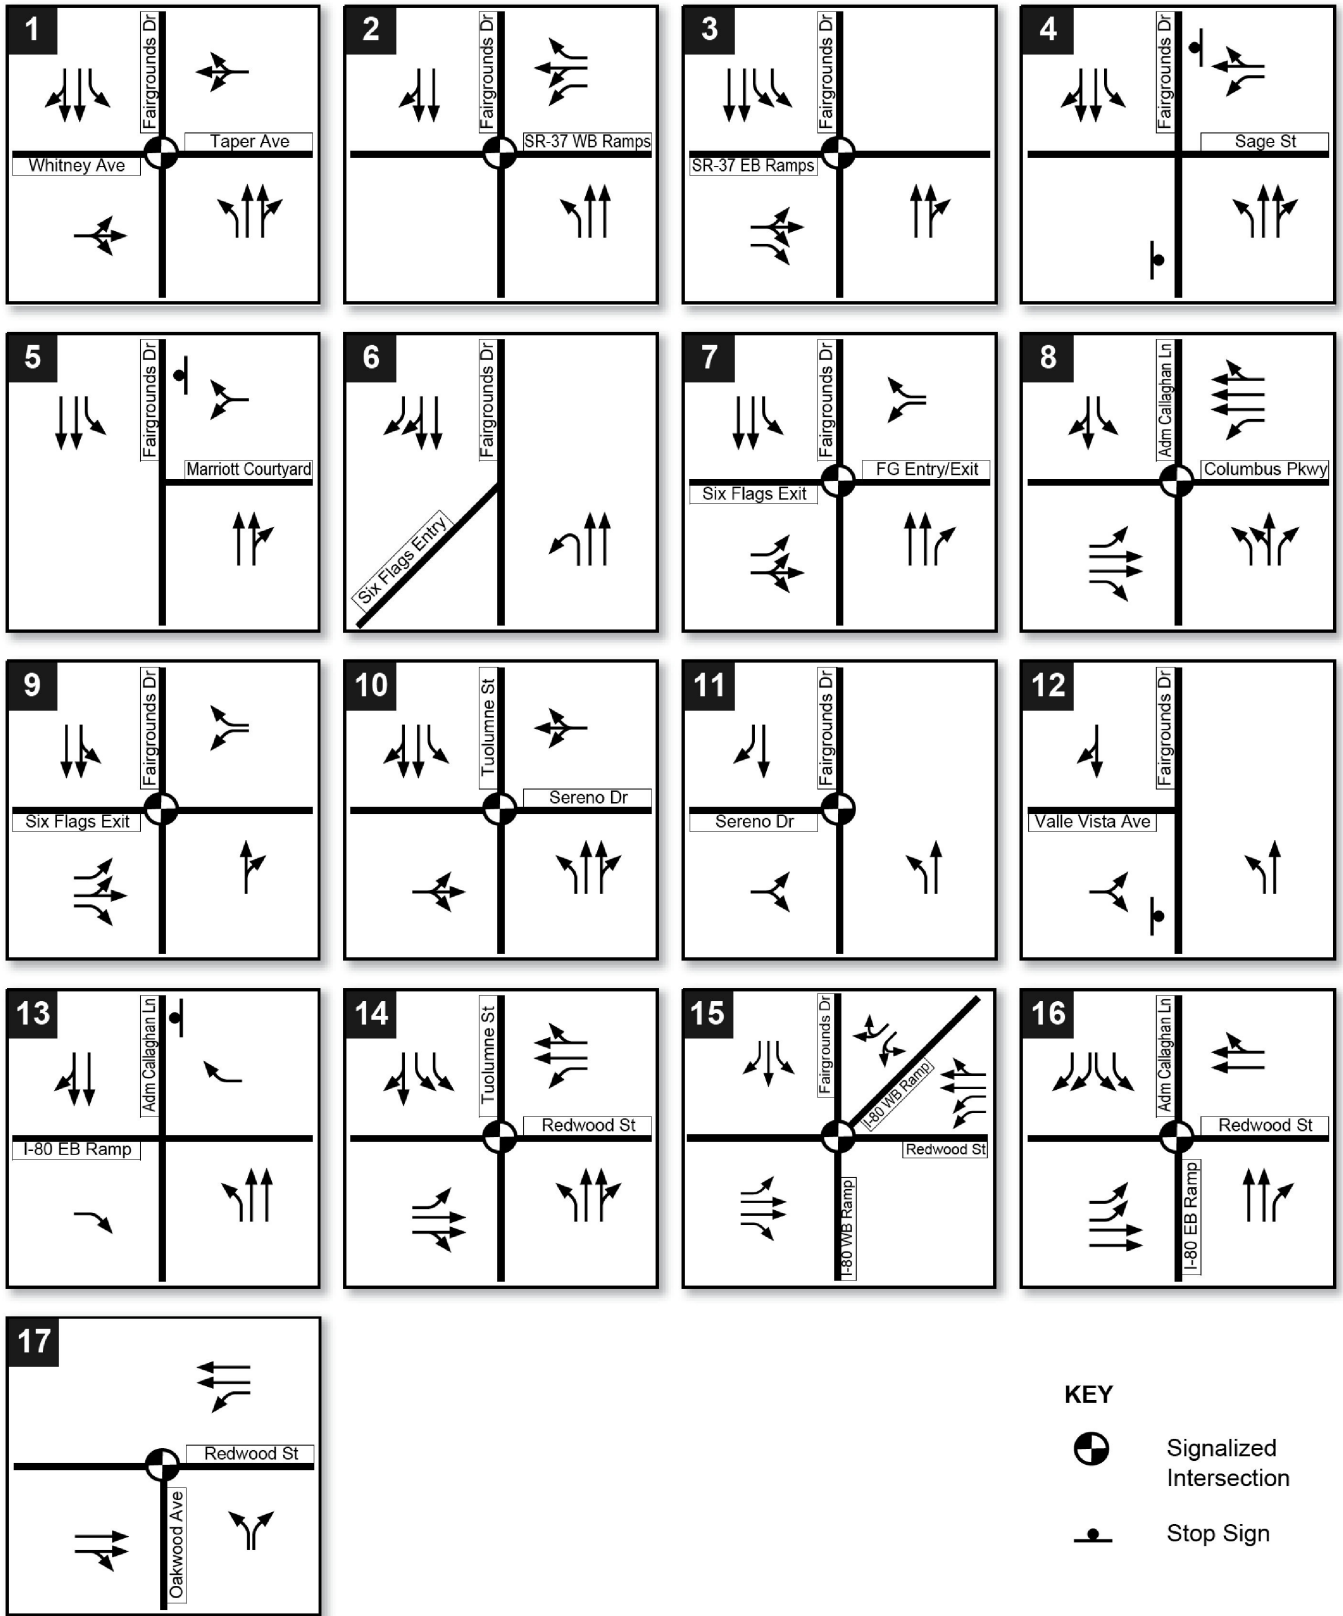 1
Fairgrounds Dr
Taper Ave
Whitney Ave
2
Fairgrounds Dr
SR-37 WB Ramps
3
Fairgrounds Dr
SR-37 EB Ramps
4
Fairgrounds Dr
Sage St
5
Fairgrounds Dr
Marriott Courtyard
6
Fairgrounds Dr
Six Flags Entry
7
Fairgrounds Dr
FG Entry/Exit
Six Flags Exit
8
Adm Callaghan Ln
Columbus Pkwy
9
Fairgrounds Dr
Six Flags Exit
10
Tuolumne St
Sereno Dr
11
Fairgrounds Dr
Sereno Dr
12
Fairgrounds Dr
Valle Vista Ave
13
Adm Callaghan Ln
I-80 EB Ramp
14
Tuolumne St
Redwood St
15
Fairgrounds Dr
I-80 WB Ramp
Redwood St
I-80 WB Ramp
16
Adm Callaghan Ln
Redwood St
I-80 EB Ramp
17
Redwood St
Oakwood Ave
KEY
Signalized
Intersection
Stop Sign